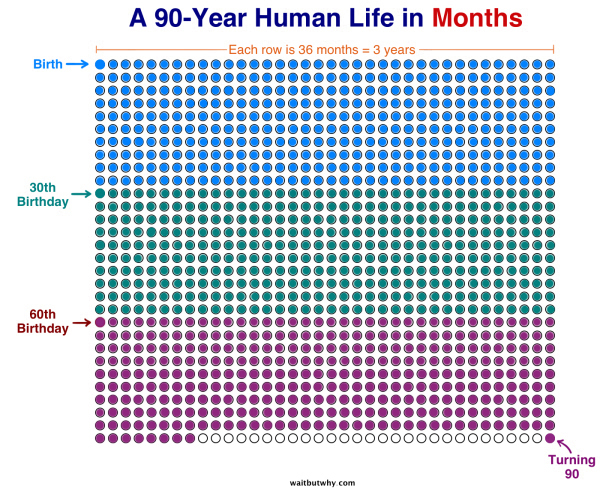 A 90-Year Human Life in Months
Each row is 36 months = 3 years
Birth
30th
Birthday
60th
Birthday
Turning
90
waitbutwhy.com